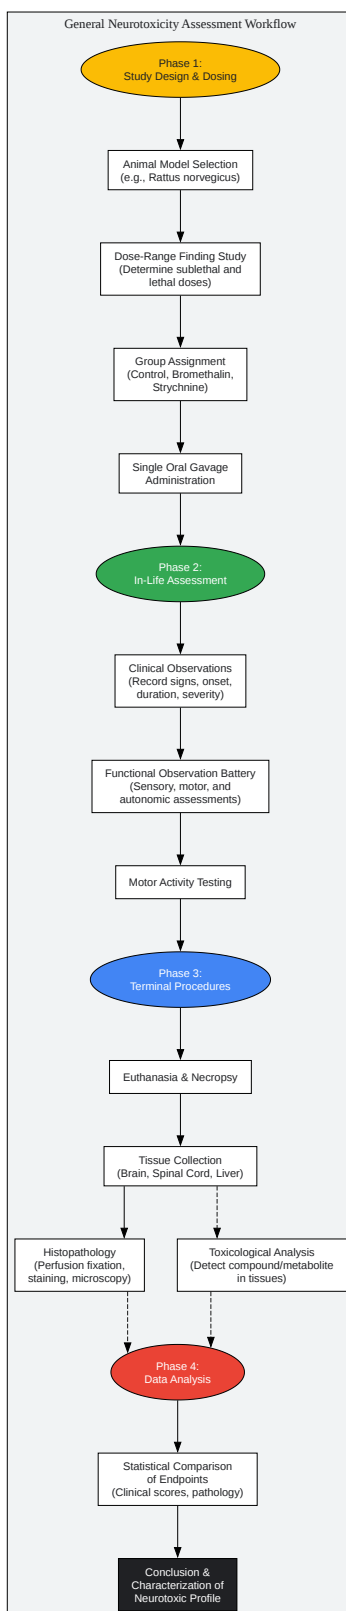 General Neurotoxicity Assessment Workflow
Phase 1:
Study Design & Dosing
Animal Model Selection
(e.g., Rattus norvegicus)
Dose-Range Finding Study
(Determine sublethal and
lethal doses)
Group Assignment
(Control, Bromethalin,
Strychnine)
Single Oral Gavage
Administration
Phase 2:
In-Life Assessment
Clinical Observations
(Record signs, onset,
duration, severity)
Functional Observation Battery
(Sensory, motor, and
autonomic assessments)
Motor Activity Testing
Phase 3:
Terminal Procedures
Euthanasia & Necropsy
Tissue Collection
(Brain, Spinal Cord, Liver)
Histopathology
(Perfusion fixation,
staining, microscopy)
Toxicological Analysis
(Detect compound/metabolite
in tissues)
Phase 4:
Data Analysis
Statistical Comparison
of Endpoints
(Clinical scores, pathology)
Conclusion &
Characterization of
Neurotoxic Profile